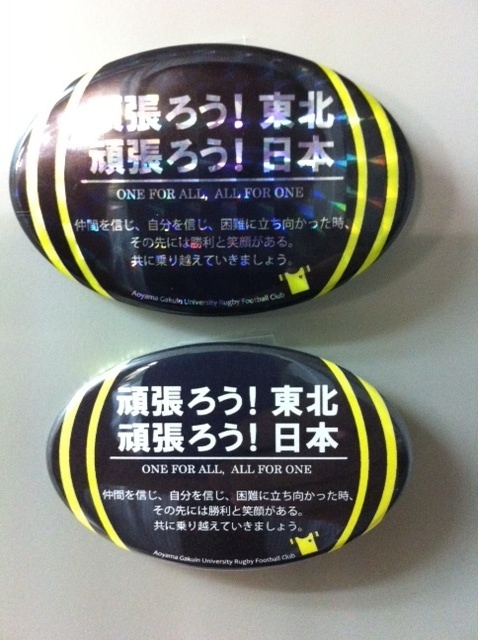 頑張ろう! 東北
頑張ろう! 日本
ONE FOR ALL, ALL FOR ONE
仲間を信じ、自分を信じ、困難に立ち向かった時、
その先には勝利と笑顔がある。
共に乗り越えていきましょう。
Aoyama Gakuin University Rugby Football Club
頑張ろう! 東北
頑張ろう! 日本
ONE FOR ALL, ALL FOR ONE
仲間を信じ、自分を信じ、困難に立ち向かった時、
その先には勝利と笑顔がある。
共に乗り越えていきましょう。
Aoyama Gakuin University Rugby Football Club